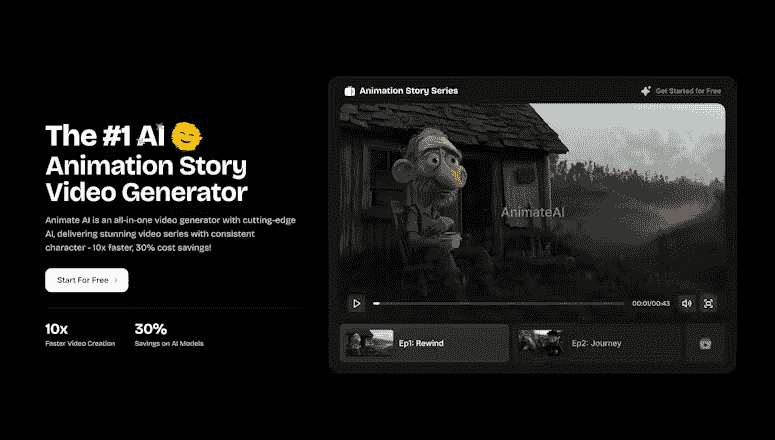 The #1 AI
Animation Story
Video Generator
Animate AI is an all-in-one video generator with cutting-edge
AI, delivering stunning video series with consistent
character - 10x faster, 30% cost savings!
Start For Free
10x
30%
Faster Video Creation
Savings on AI Models
Animation Story Series
Get Started for Free
AnimateAI
00:01/00:43
Ep1: Rewind
Ep2: Journey